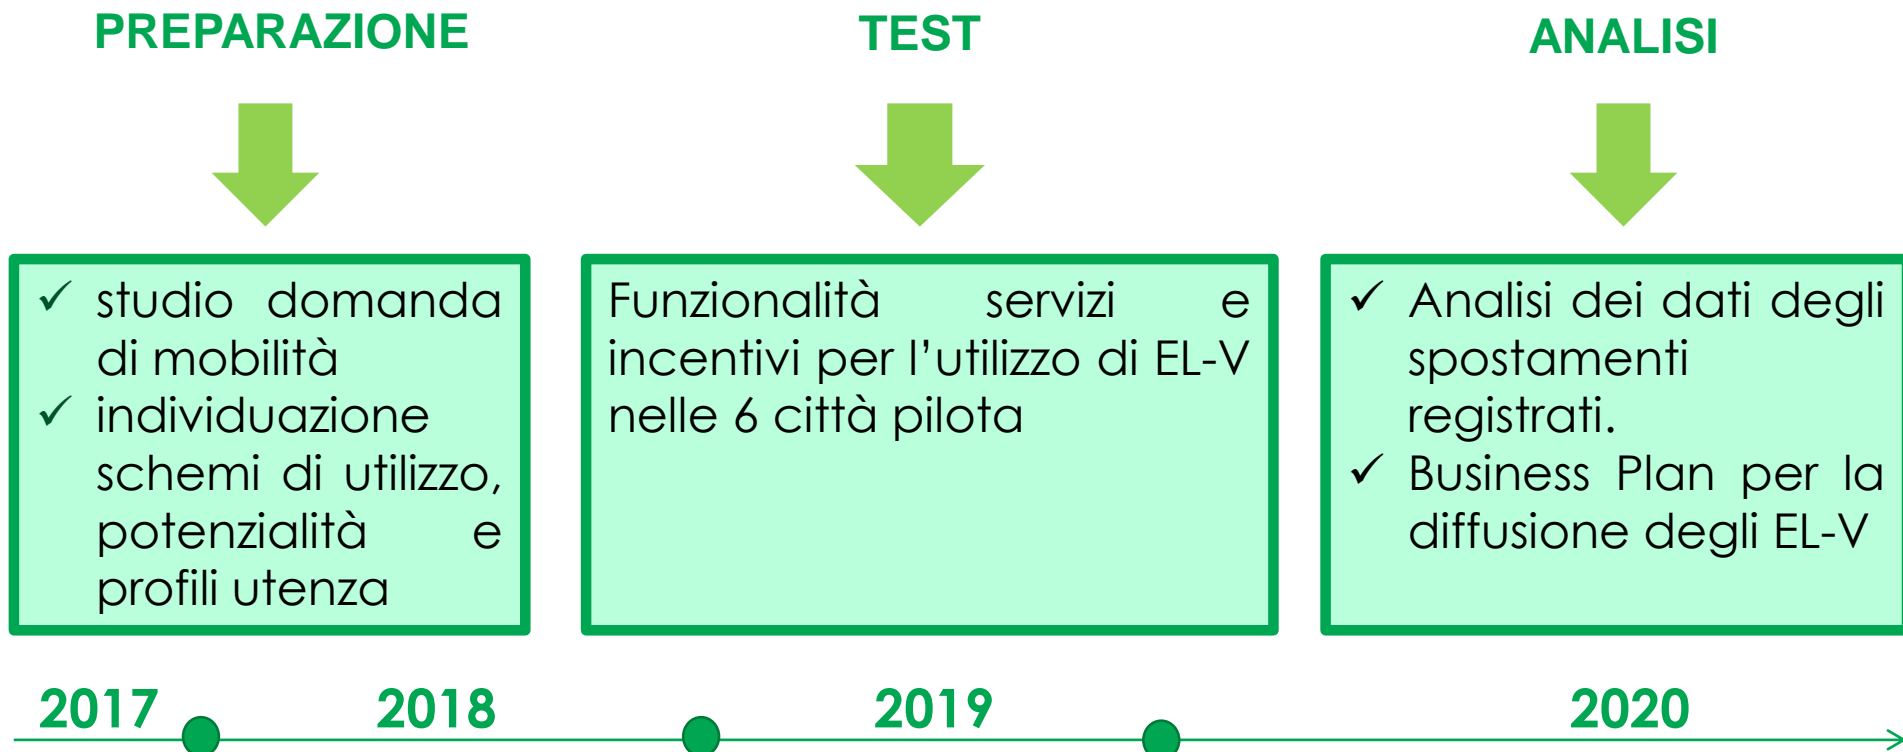 PREPARAZIONE
TEST
ANALISI
✓ studio domanda
di mobilità
✓ individuazione
schemi di utilizzo,
potenzialità e
profili utenza
Funzionalità servizi e
incentivi per l’utilizzo di EL-V
nelle 6 città pilota
✓ Analisi dei dati degli
spostamenti
registrati.
✓ Business Plan per la
diffusione degli EL-V
2017
2018
2019
2020